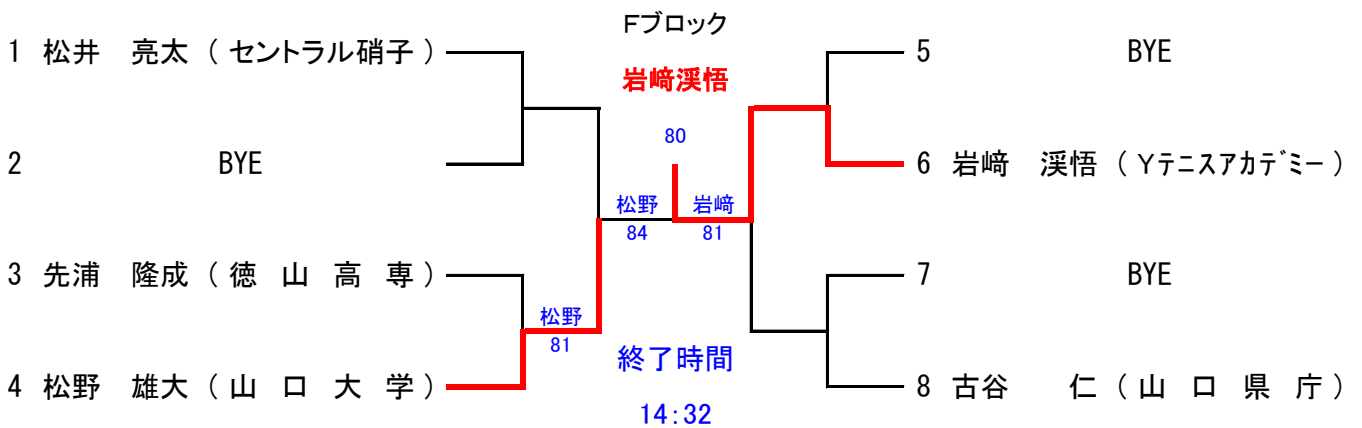 Fブロック
1 松井 亮太 ( セントラル硝子 )
5 BYE
岩﨑渓悟
80
2 BYE
6 岩﨑 渓悟 ( Yテニスアカデミー )
松野 岩﨑
84 81
3 先浦 隆成 ( 徳 山 高 専 )
7 BYE
松野
81
終了時間
4 松野 雄大 ( 山 口 大 学 )
8 古谷 仁 ( 山 口 県 庁 )
14:32